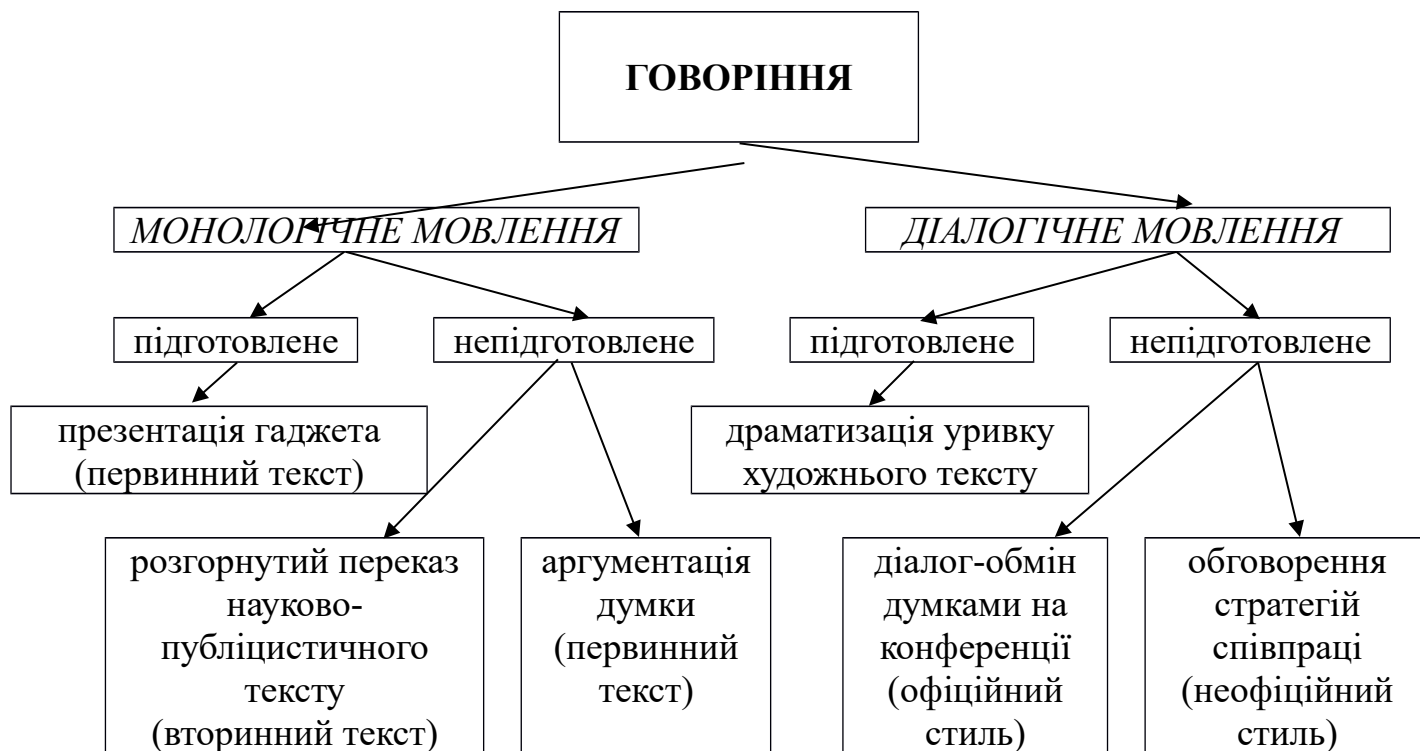 ГОВОРІННЯ
МОНОЛОГІЧНЕ МОВЛЕННЯ
ДІАЛОГІЧНЕ МОВЛЕННЯ
підготовлене
непідготовлене
підготовлене
непідготовлене
презентація гаджета
(первинний текст)
драматизація уривку
художнього тексту
розгорнутий переказ
науково-
публіцистичного
тексту
(вторинний текст)
аргументація
думки
(первинний
текст)
діалог-обмін
думками на
конференції
(офіційний
стиль)
обговорення
стратегій
співпраці
(неофіційний
стиль)